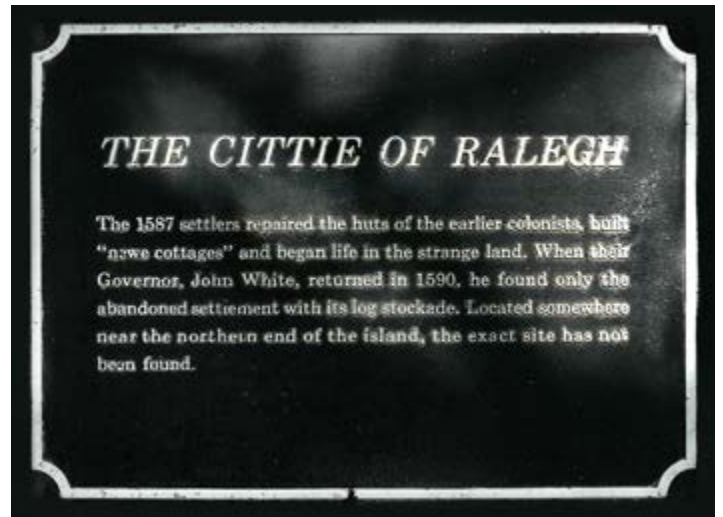 THE CITTIE OF RALEGH
The 1587 settlers repaired the huts of the earlier colonists, built
"newe cottages" and began life in the strange land. When their
Governor, John White, returned in 1590, he found only the
abandoned settlement with its log stockade. Located somewhere
near the northern end of the island, the exact site has not
been found.